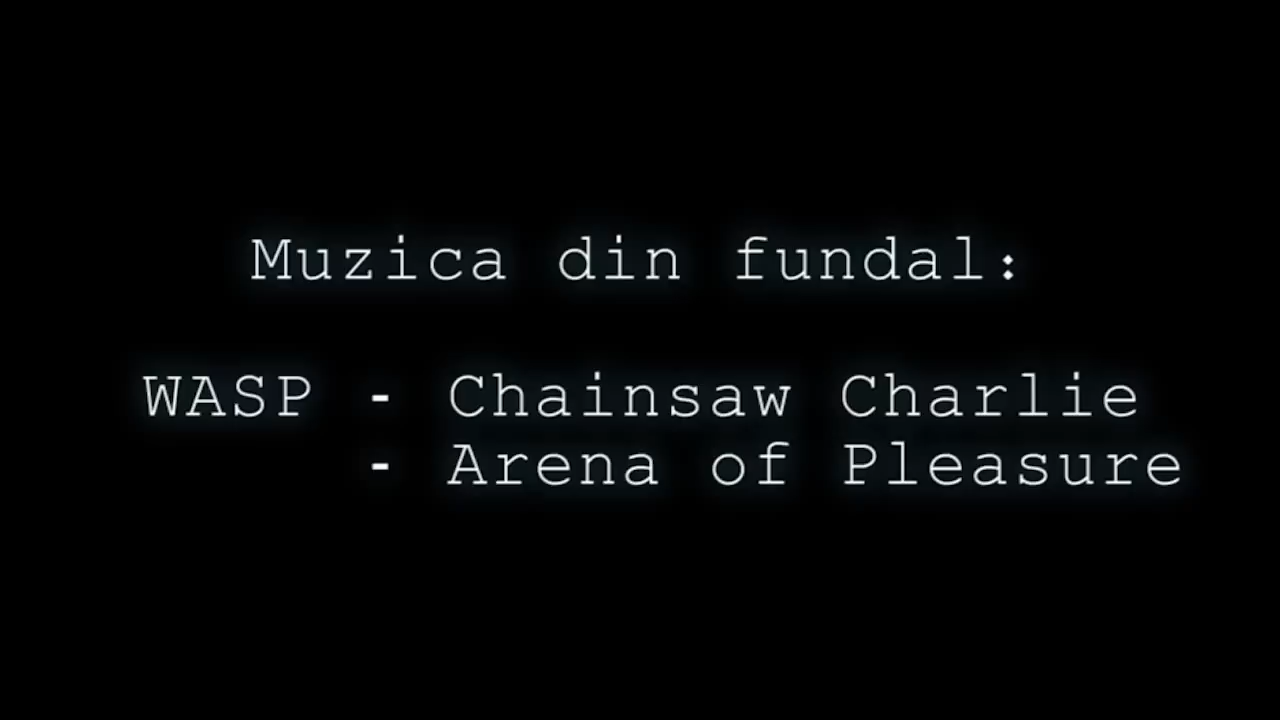 Muzica din fundal:
WASP - Chainsaw Charlie
- Arena of Pleasure